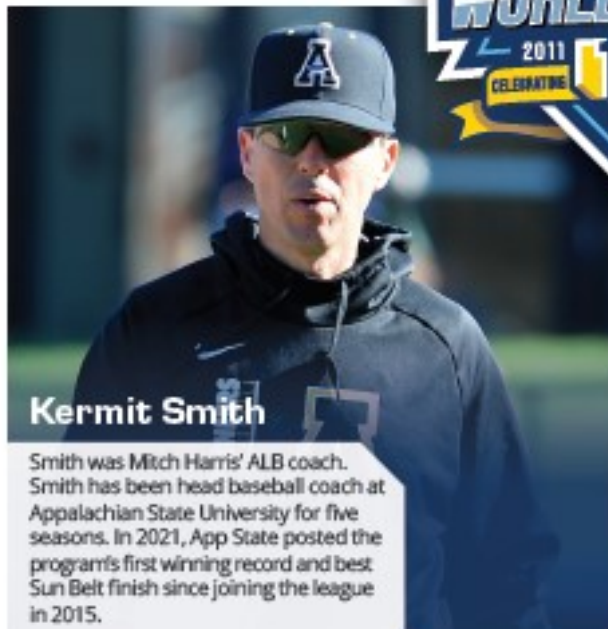 WORLD
2011
CELEBRATING
A
Kermit Smith
Smith was Mitch Harris' ALB coach.
Smith has been head baseball coach at
Appalachian State University for five
seasons. In 2021, App State posted the
program's first winning record and best
Sun Belt finish since joining the league
in 2015.